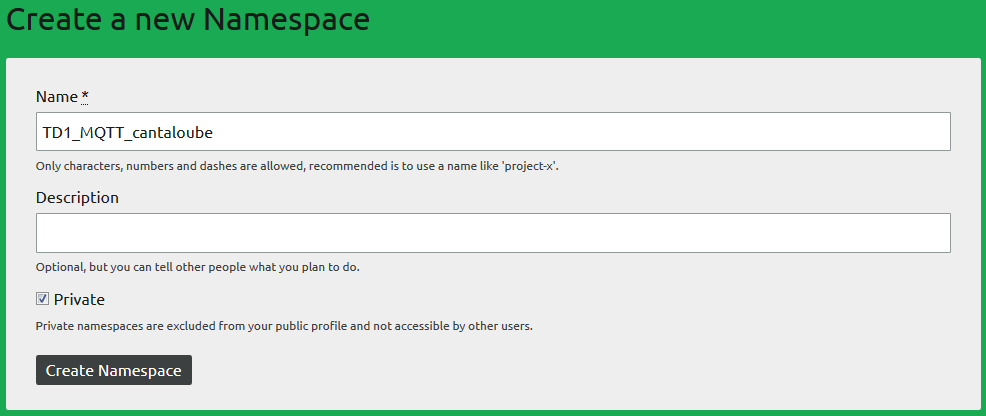 Create a new Namespace
Name *
TD1_MQTT_cantaloube
Only characters, numbers and dashes are allowed, recommended is to use a name like 'project-x'.
Description
Optional, but you can tell other people what you plan to do.
Private
Private namespaces are excluded from your public profile and not accessible by other users.
Create Namespace